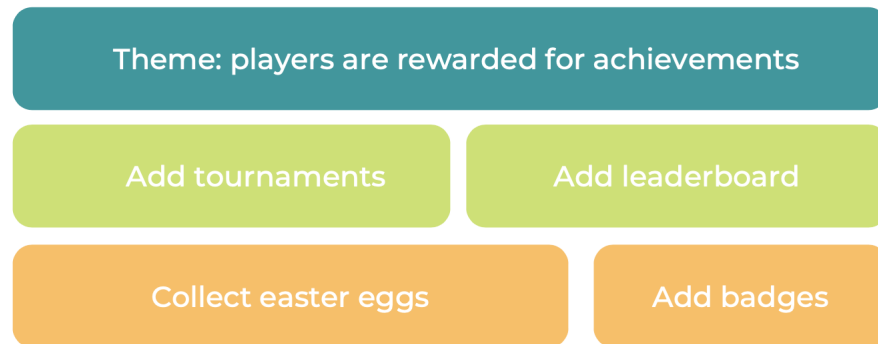 Theme: players are rewarded for achievements
Add tournaments
Add leaderboard
Collect easter eggs
Add badges